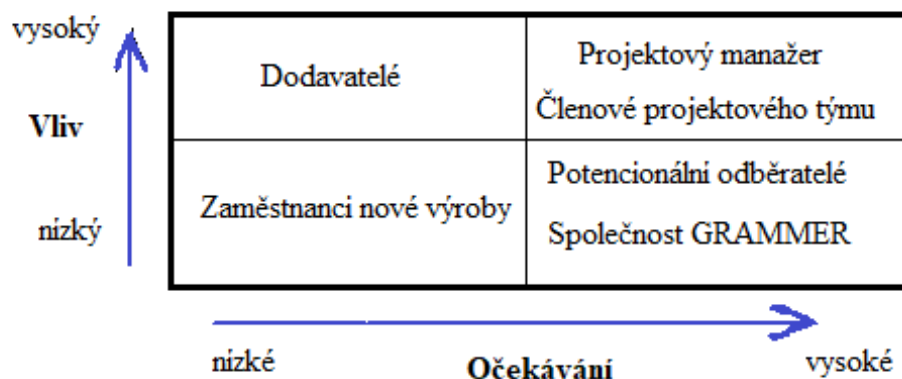 vysoký
Dodavatelé
Projektový manažer
Členové projektového týmu
Vliv
Zaměstnanci nové výroby
Potencionální odběratelé
Společnost GRAMMER
nízký
nízké
Očekávání
vysoké